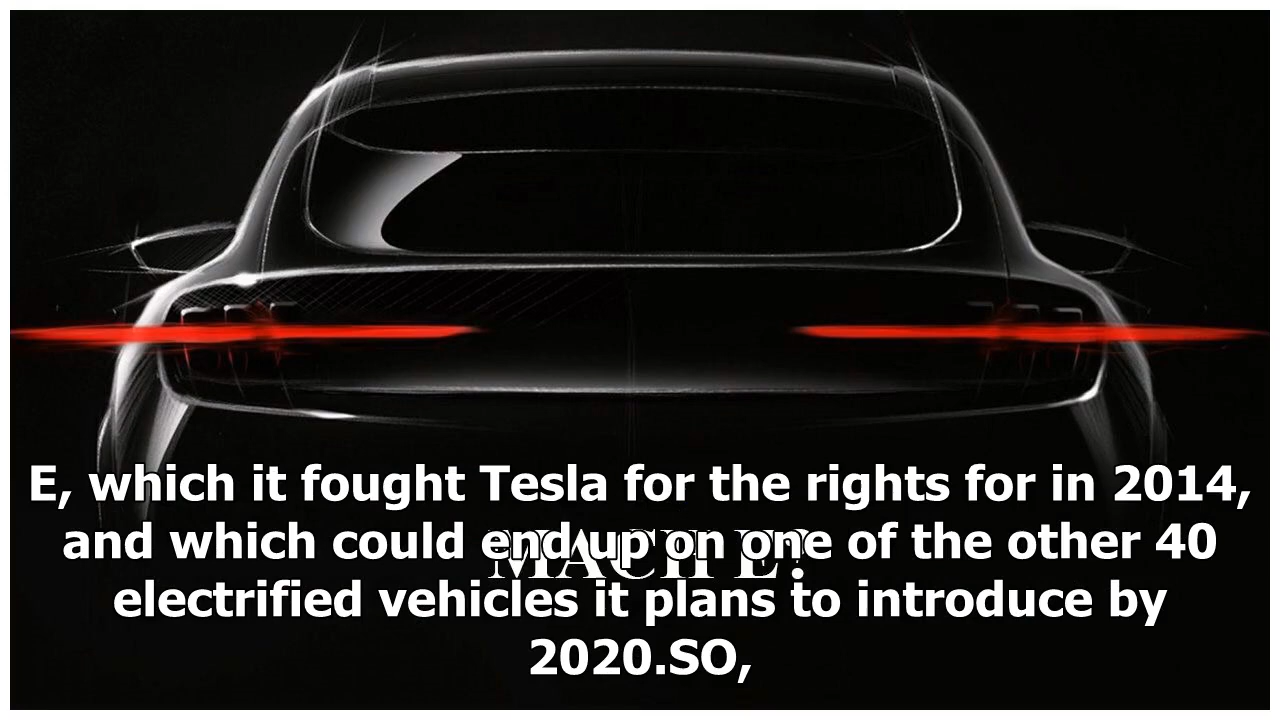 E, which it fought Tesla for the rights for in 2014,
and which could end up on one of the other 40
MACH E?
electrified vehicles it plans to introduce by
2020.SO,